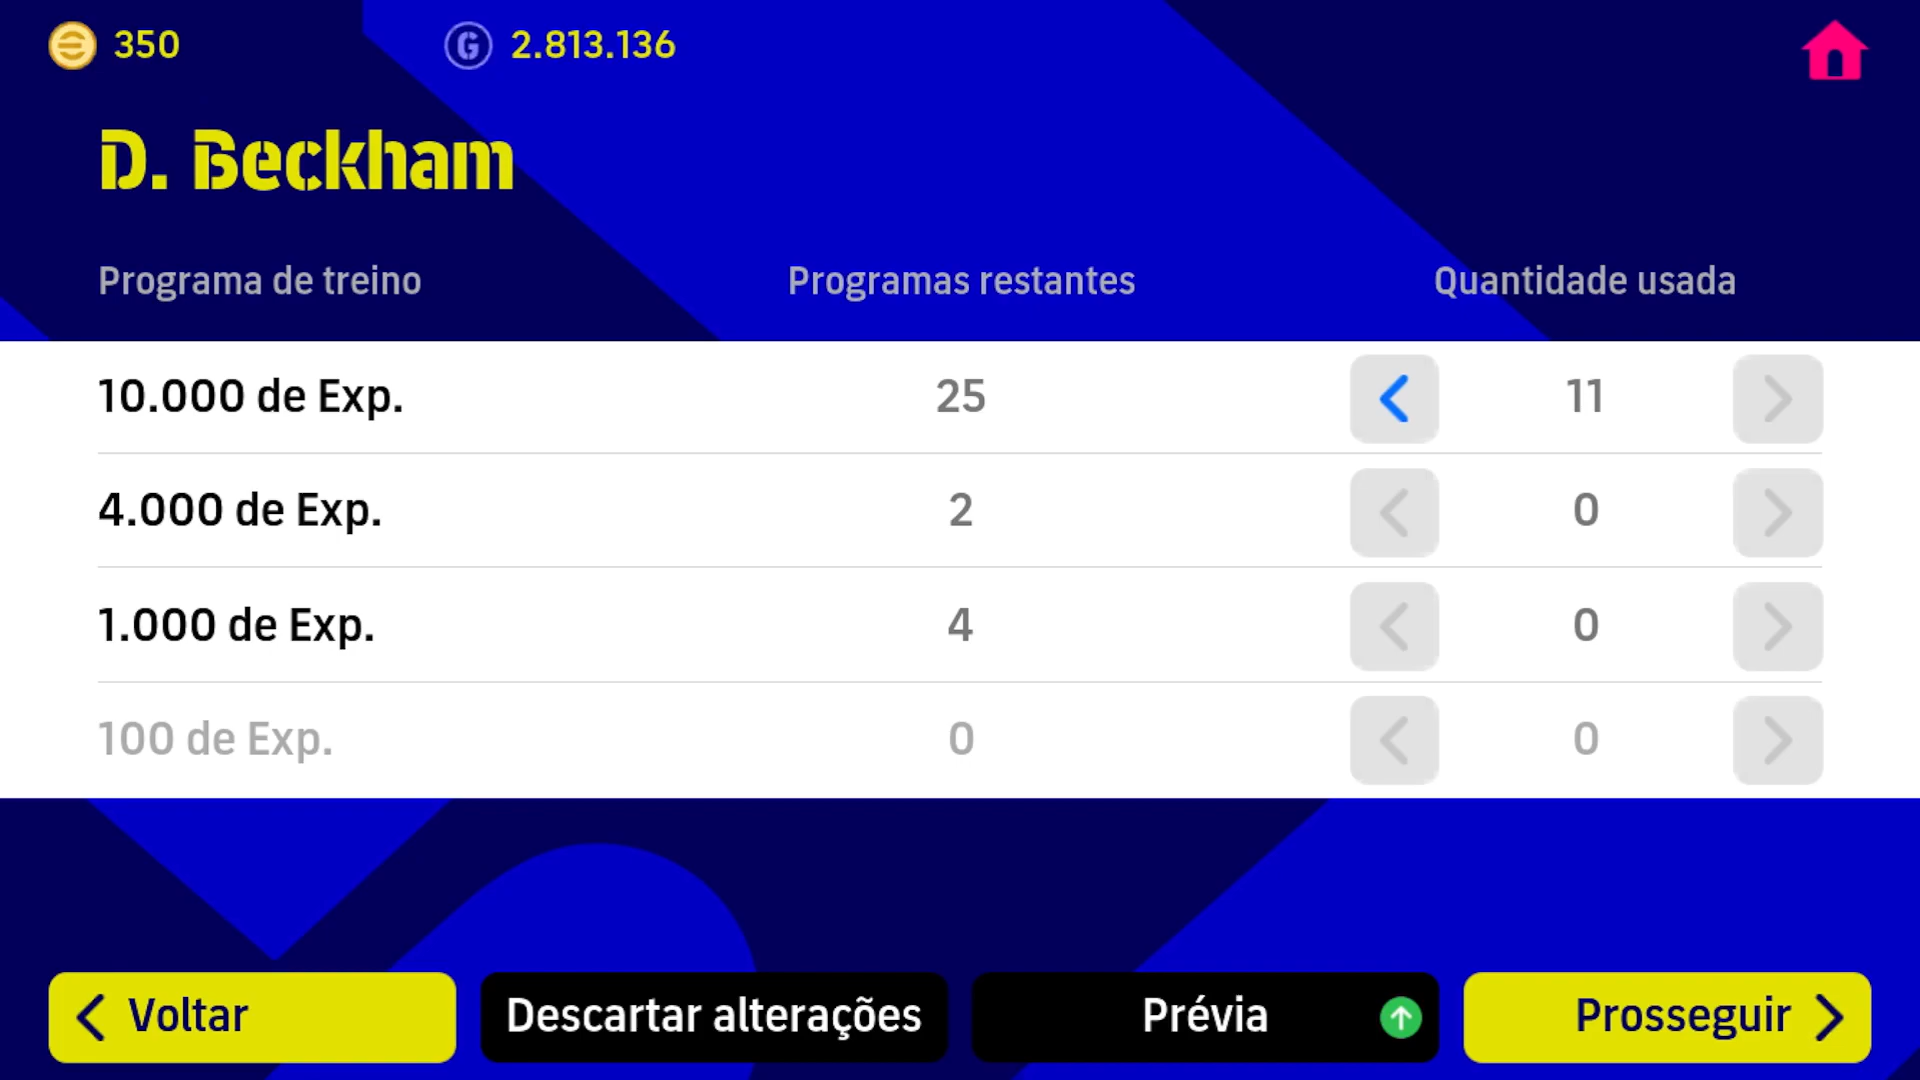 350
2.813.136
D. Beckham
Programa de treino Programas restantes Quantidade usada
10.000 de Exp. 25 11
4.000 de Exp. 2 0
1.000 de Exp. 4 0
100 de Exp. 0 0
Voltar
Descartar alterações
Prévia
Prosseguir